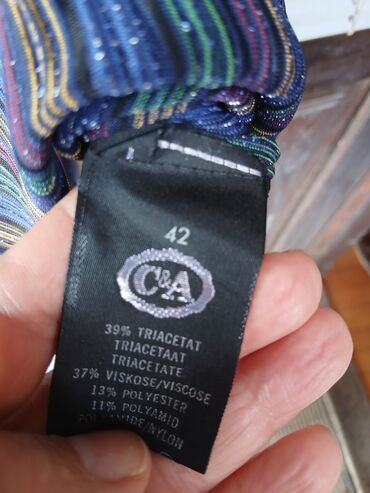 42
C&A
39% TRIACETAT
TRIACETAAT
TRIACETATE
37% VISKOSE/VISCOSE
13% POLYESTER
11% POLYAMID
POLYAMIDE/NYLON